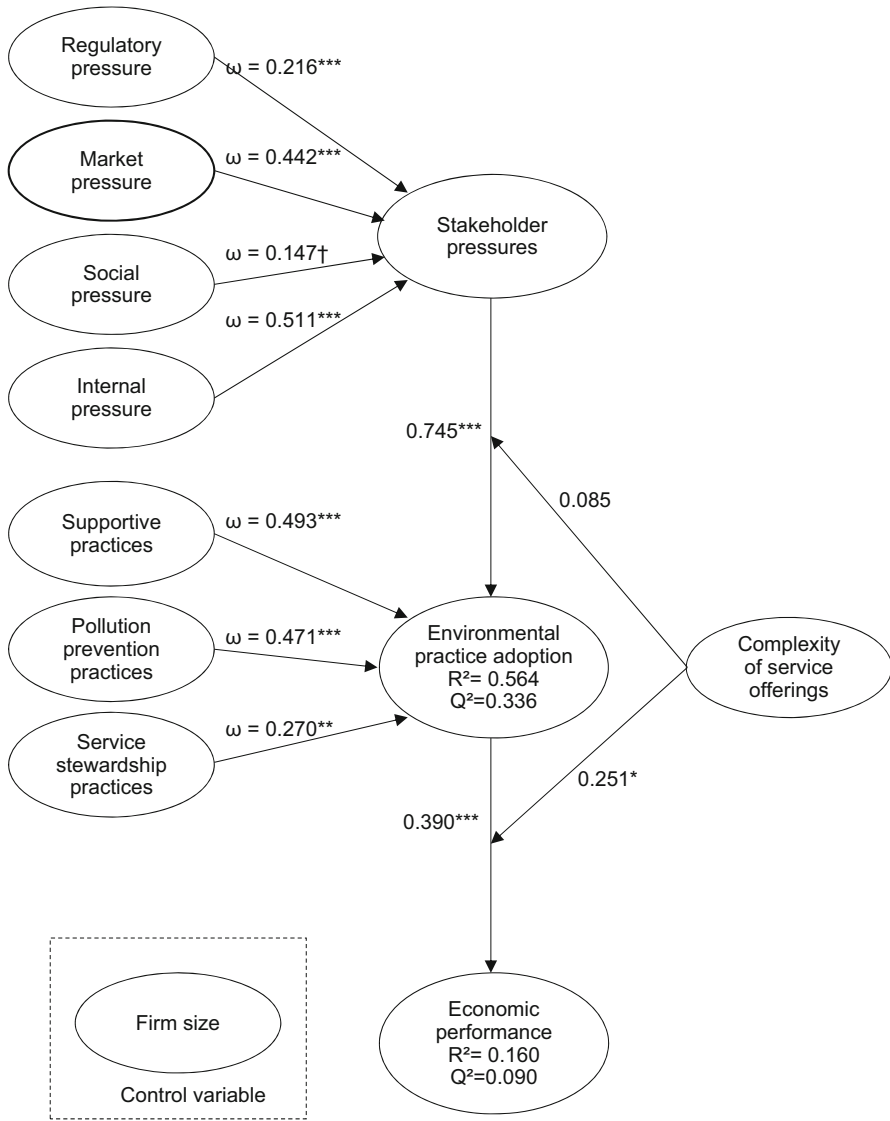 Regulatory
pressure
ω = 0.216***
Market
pressure
ω = 0.442***
Social
pressure
ω = 0.147†
Internal
pressure
ω = 0.511***
Stakeholder
pressures
0.745***
0.085
Supportive
practices
ω = 0.493***
Pollution
prevention
practices
ω = 0.471***
Service
stewardship
practices
ω = 0.270**
Environmental
practice adoption
R²= 0.564
Q²=0.336
Complexity
of service
offerings
0.251*
0.390***
Economic
performance
R²= 0.160
Q²=0.090
Firm size
Control variable